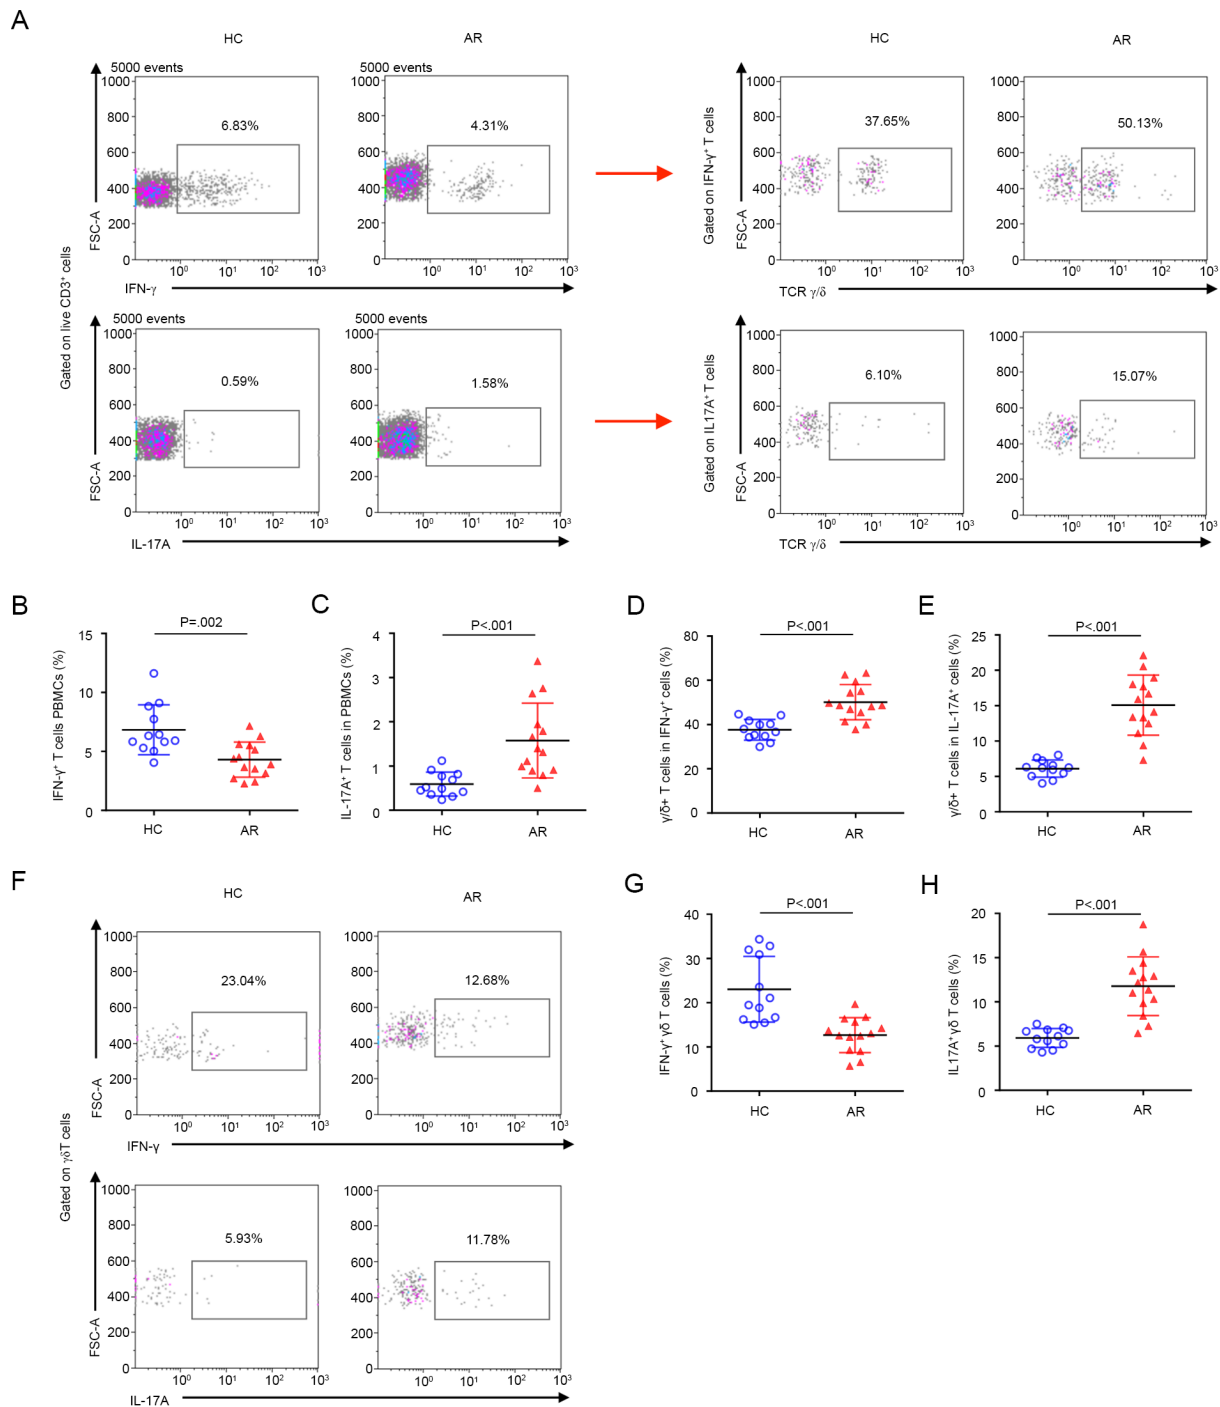 A
HC
AR
HC
AR
5000 events
5000 events
1000
800
600
400
200
0
10⁰
10¹
10²
10³
6.83%
1000
800
600
400
200
0
10⁰
10¹
10²
10³
4.31%
1000
800
600
400
200
0
10⁰
10¹
10²
10³
37.65%
1000
800
600
400
200
0
10⁰
10¹
10²
10³
50.13%
FSC-A
IFN-γ
Gated on live CD3⁺ cells
Gated on IFN-γ⁺ T cells
FSC-A
TCR γ/δ
5000 events
5000 events
1000
800
600
400
200
0
10⁰
10¹
10²
10³
0.59%
1000
800
600
400
200
0
10⁰
10¹
10²
10³
1.58%
1000
800
600
400
200
0
10⁰
10¹
10²
10³
6.10%
1000
800
600
400
200
0
10⁰
10¹
10²
10³
15.07%
FSC-A
IL-17A
Gated on IL17A⁺ T cells
FSC-A
TCR γ/δ
B
P=.002
IFN-γ⁺ T cells PBMCs (%)
15
10
5
0
HC
AR
C
P<.001
IL-17A⁺ T cells in PBMCs (%)
4
3
2
1
0
HC
AR
D
P<.001
γ/δ+ T cells in IFN-γ⁺ cells (%)
80
60
40
20
0
HC
AR
E
P<.001
γ/δ+ T cells in IL-17A⁺ cells (%)
25
20
15
10
5
0
HC
AR
F
HC
AR
1000
800
600
400
200
0
10⁰
10¹
10²
10³
23.04%
1000
800
600
400
200
0
10⁰
10¹
10²
10³
12.68%
FSC-A
IFN-γ
Gated on γδT cells
1000
800
600
400
200
0
10⁰
10¹
10²
10³
5.93%
1000
800
600
400
200
0
10⁰
10¹
10²
10³
11.78%
FSC-A
IL-17A
G
P<.001
IFN-γ⁺ γδ T cells (%)
40
30
20
10
0
HC
AR
H
P<.001
IL17A⁺γδ T cells (%)
20
15
10
5
0
HC
AR